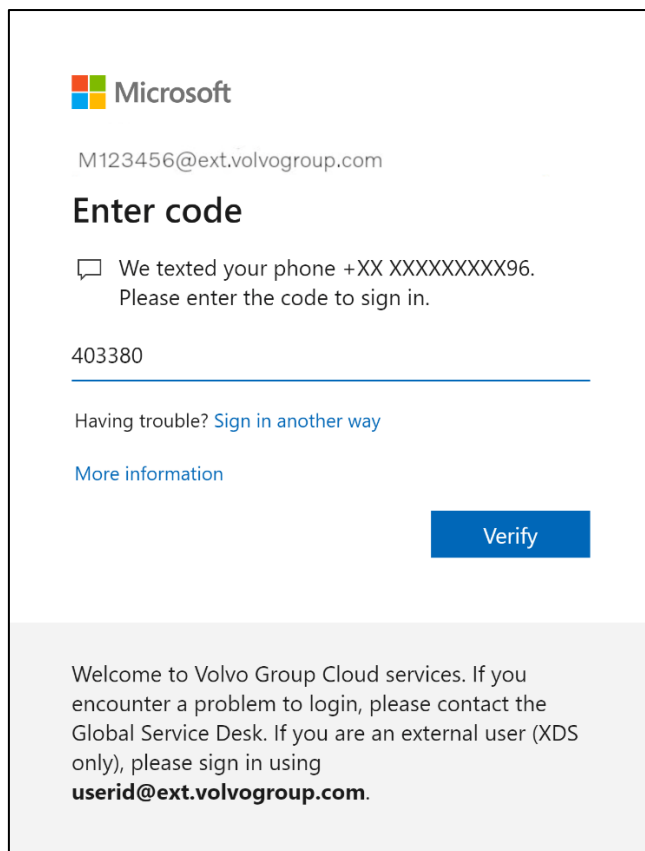 Microsoft
M123456@ext.volvogroup.com
Enter code
We texted your phone +XX XXXXXXXXX96.
Please enter the code to sign in.
403380
Having trouble? Sign in another way
More information
Verify
Welcome to Volvo Group Cloud services. If you
encounter a problem to login, please contact the
Global Service Desk. If you are an external user (XDS
only), please sign in using
userid@ext.volvogroup.com.